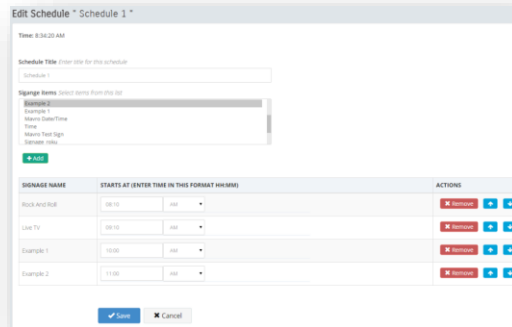 Edit Schedule " Schedule 1 "
Time: 8:34:20 AM
Schedule Title Enter title for this schedule
Schedule 1
Sigange Items Select items from this list
Example 2
Example 1
Mavro Date/Time
Time
Mavro Test Sign
+ Add
SIGNAGE NAME STARTS AT (ENTER TIME IN THIS FORMAT HH:MM) ACTIONS
Rock And Roll 08:10 AM Remove
Live TV 09:10 AM Remove
Example 1 10:00 AM Remove
Example 2 11:00 AM Remove
Save Cancel